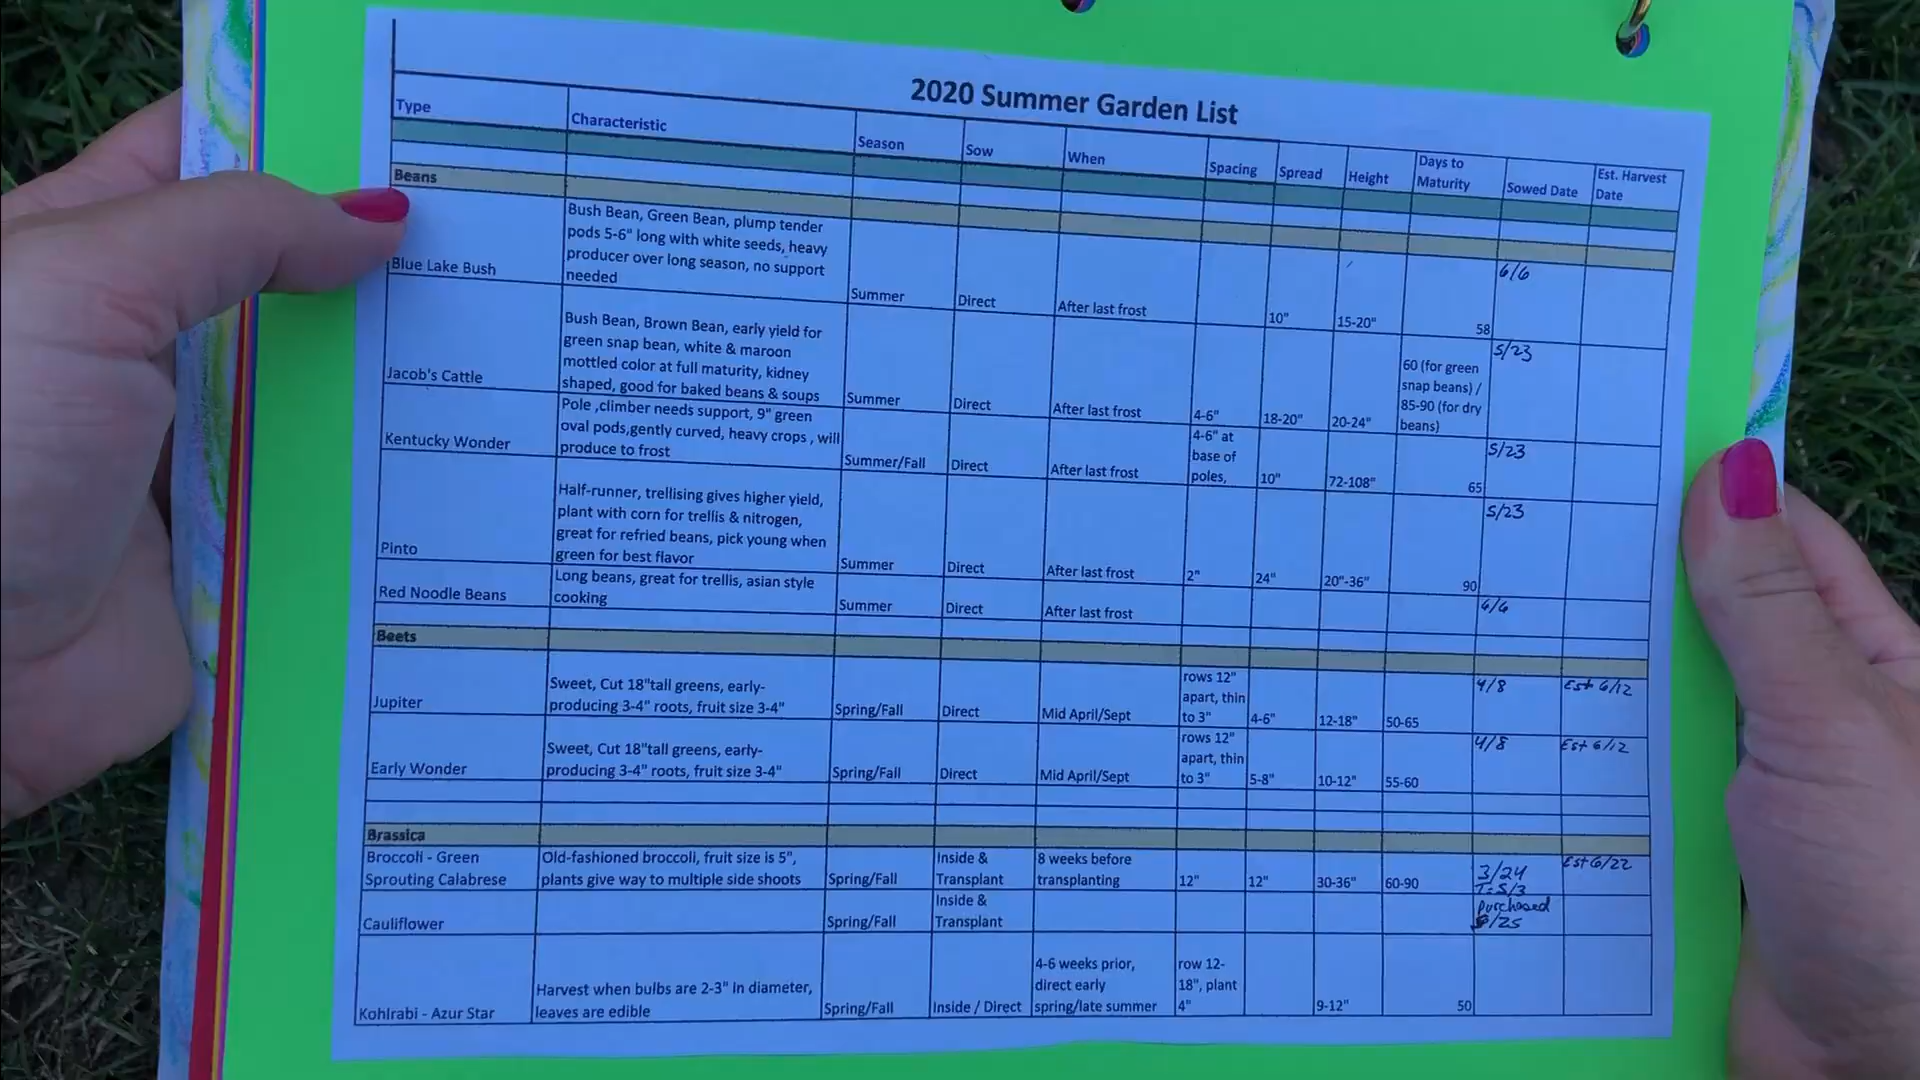 2020 Summer Garden List
Type Characteristic Season Sow When Spacing Spread Height Days to Maturity Sowed Date Est. Harvest Date
Beans
Blue Lake Bush
Bush Bean, Green Bean, plump tender
pods 5-6" long with white seeds, heavy
producer over long season, no support
needed
Summer Direct After last frost 10" 15-20" 58 6/6
Jacob's Cattle
Bush Bean, Brown Bean, early yield for
green snap bean, white & maroon
mottled color at full maturity, kidney
shaped, good for baked beans & soups
Summer Direct After last frost 4-6" 18-20" 20-24"
60 (for green
snap beans) /
85-90 (for dry
beans)
5/23
Kentucky Wonder
Pole ,climber needs support, 9" green
oval pods,gently curved, heavy crops , will
produce to frost
Summer/Fall Direct After last frost
4-6" at
base of
poles,
10" 72-108" 65 5/23
Pinto
Half-runner, trellising gives higher yield,
plant with corn for trellis & nitrogen,
great for refried beans, pick young when
green for best flavor
Summer Direct After last frost 2" 24" 20"-36" 90 5/23
Red Noodle Beans
Long beans, great for trellis, asian style
cooking
Summer Direct After last frost 6/6
Beets
Jupiter
Sweet, Cut 18"tall greens, early-
producing 3-4" roots, fruit size 3-4"
Spring/Fall Direct Mid April/Sept
rows 12"
apart, thin
to 3"
4-6" 12-18" 50-65 4/8 Est 6/12
Early Wonder
Sweet, Cut 18"tall greens, early-
producing 3-4" roots, fruit size 3-4"
Spring/Fall Direct Mid April/Sept
rows 12"
apart, thin
to 3"
5-8" 10-12" 55-60 4/8 Est 6/12
Brassica
Broccoli - Green
Sprouting Calabrese
Old-fashioned broccoli, fruit size is 5",
plants give way to multiple side shoots
Spring/Fall
Inside &
Transplant
8 weeks before
transplanting
12" 12" 30-36" 60-90
3/24
T:5/3
Est 6/22
Cauliflower
Spring/Fall
Inside &
Transplant
Purchased
5/25
Kohlrabi - Azur Star
Harvest when bulbs are 2-3" in diameter,
leaves are edible
Spring/Fall Inside / Direct
4-6 weeks prior,
direct early
spring/late summer
row 12-
18", plant
4"
9-12" 50